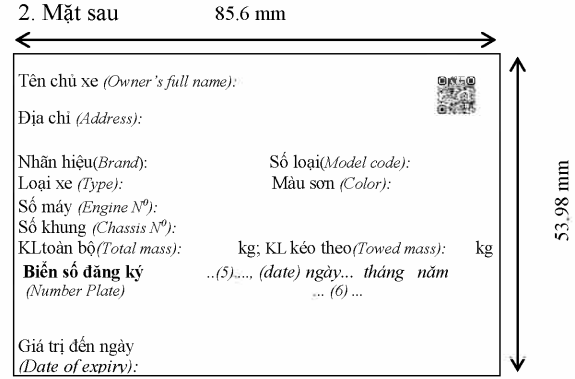 2. Mặt sau
85.6 mm
Tên chủ xe (Owner's full name):
Địa chỉ (Address):
Nhãn hiệu(Brand): Số loại(Model code):
Loại xe (Type): Màu sơn (Color):
Số máy (Engine Nº):
Số khung (Chassis Nº):
KLtoàn bộ(Total mass): kg; KL kéo theo(Towed mass): kg
Biển số đăng ký ..(5)...., (date) ngày... tháng năm
(Number Plate) ... (6) ...
Giá trị đến ngày
(Date of expiry):
53,98 mm